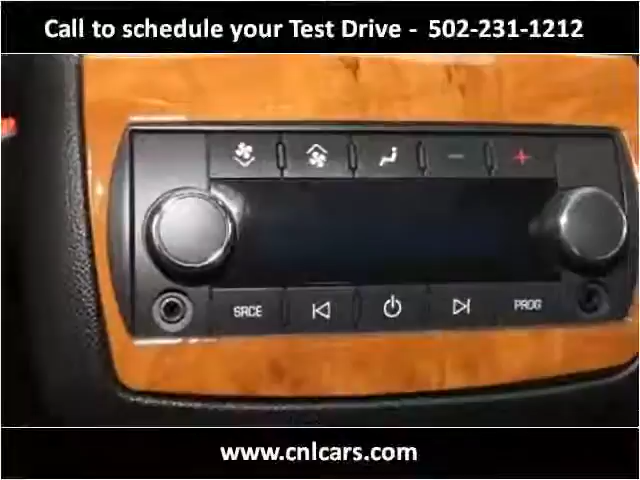 Call to schedule your Test Drive - 502-231-1212
SRCE
PROG
www.cnlcars.com